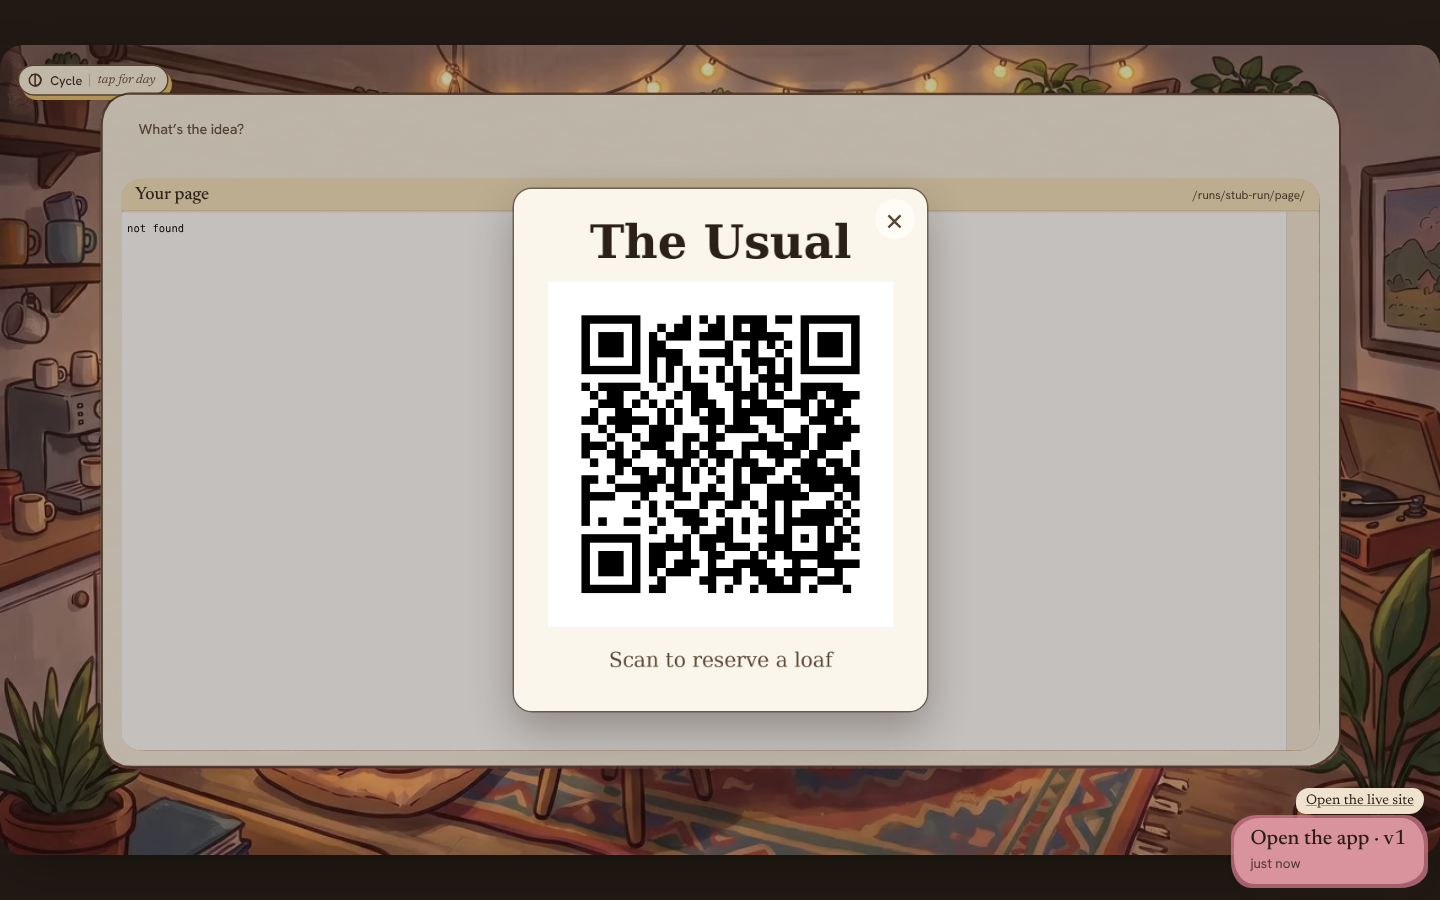 Cycle tap for day
What's the idea?
Your page /runs/stub-run/page/
not found
The Usual
Scan to reserve a loaf
Open the live site
Open the app · v1
just now